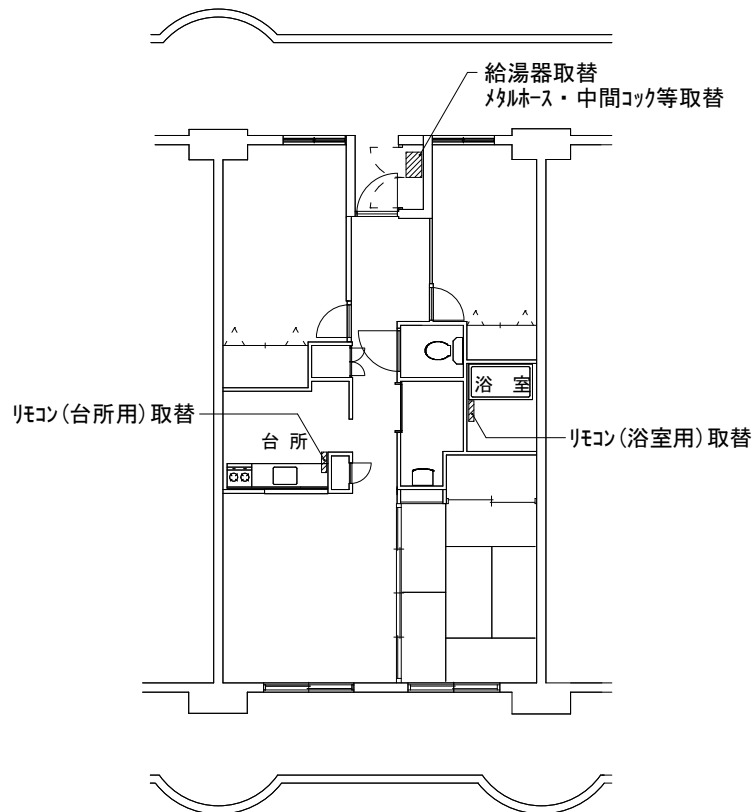 給湯器取替
ﾒﾀﾙﾎｰｽ・中間ｺｯｸ等取替
浴 室
ﾘﾓｺﾝ(台所用)取替
台 所
ﾘﾓｺﾝ(浴室用)取替